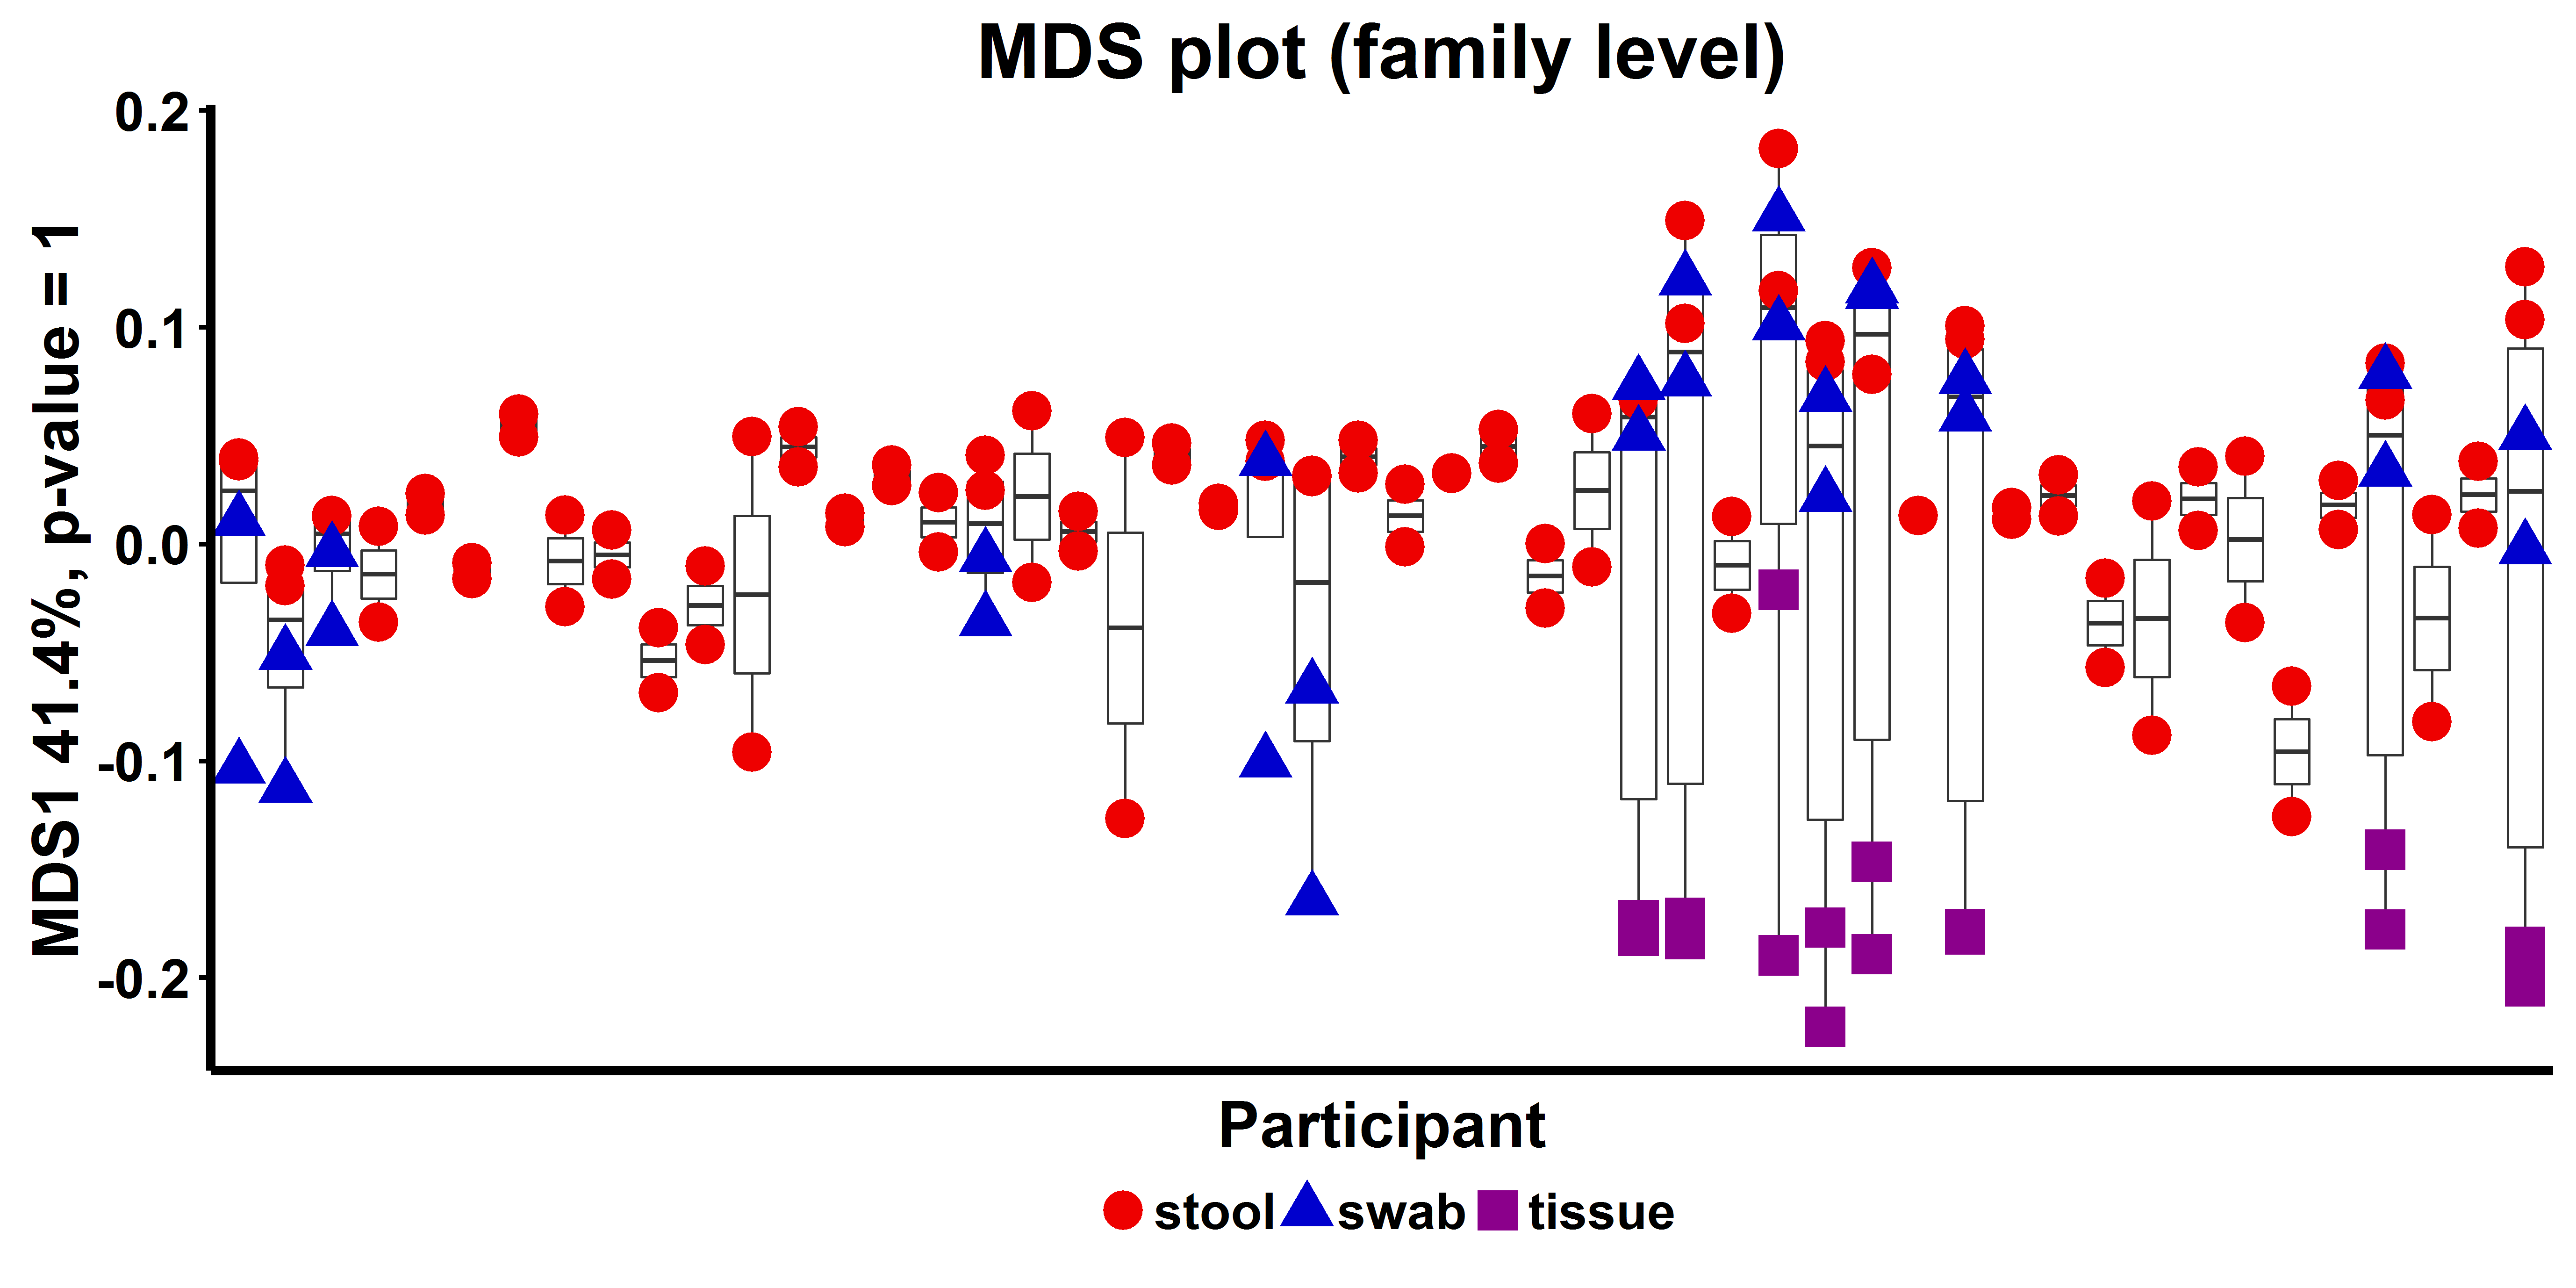 MDS plot (family level)
MDS1 41.4%, p-value = 1
0.2
0.1
0.0
-0.1
-0.2
Participant
stool swab tissue